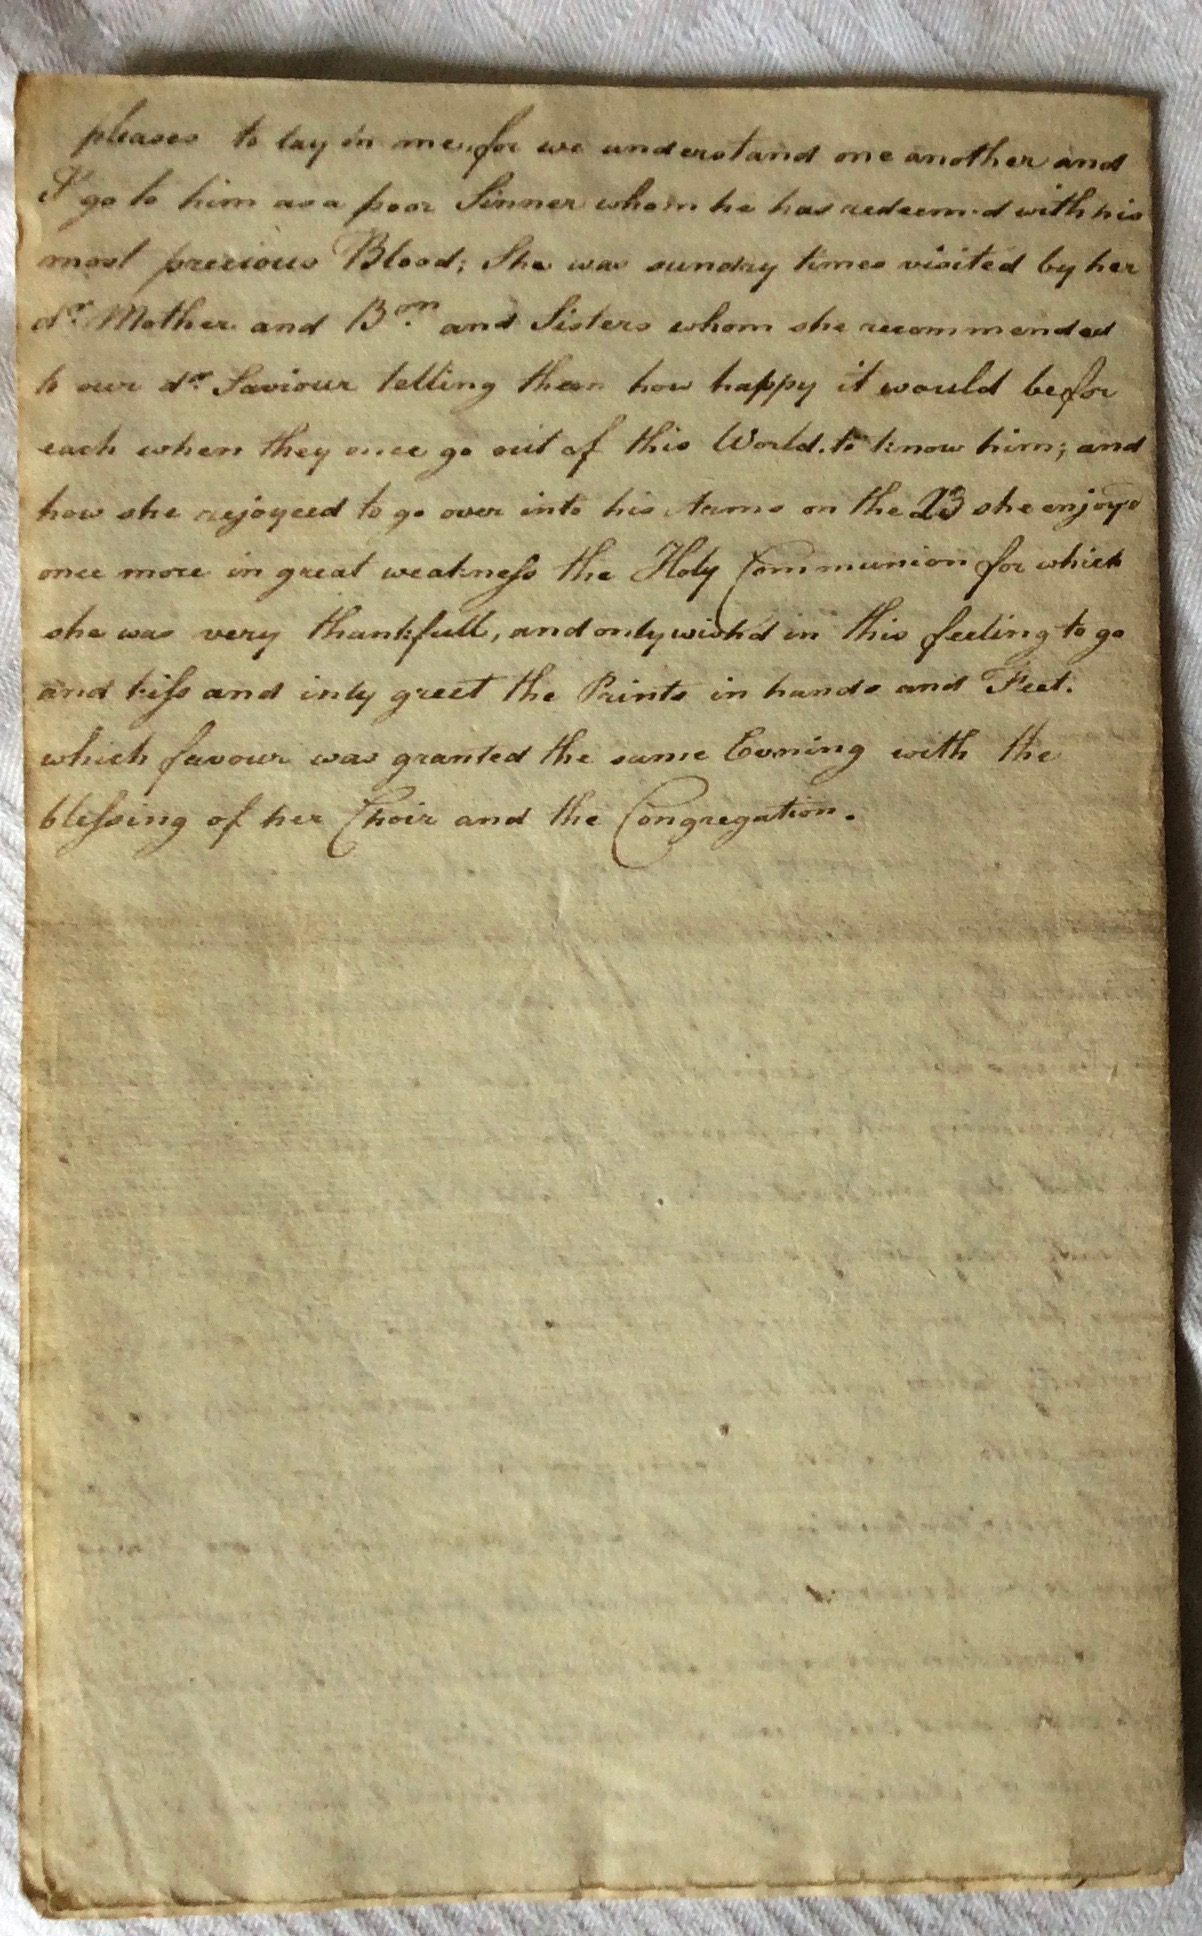 pleases to lay on me, for we understand one another and
I go to him as a poor Sinner whom he has redeem'd with his
most precious Blood; She was sundry times visited by her
dr. Mother and Brn. and Sisters whom she recommended
to our dr. Saviour telling them how happy it would be for
each when they once go out of this World. to know him; and
how she rejoyced to go over into his Arms on the 23 she enjoyd
once more in great weakness the Holy Communion for which
she was very thankfull, and only wish'd in this feeling to go
and kiss and inly greet the Prints in hands and Feet.
which favour was granted the same Evning with the
blessing of her Choir and the Congregation.